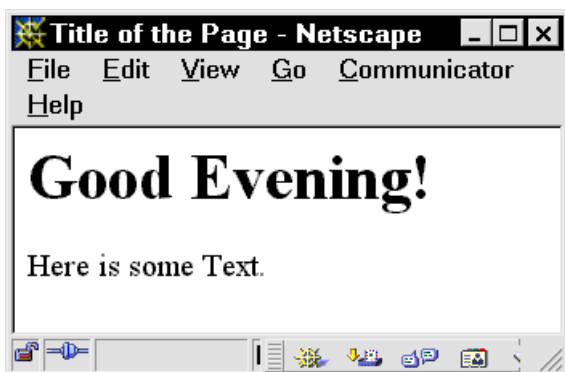 Title of the Page - Netscape
File Edit View Go Communicator
Help
Good Evening!
Here is some Text.